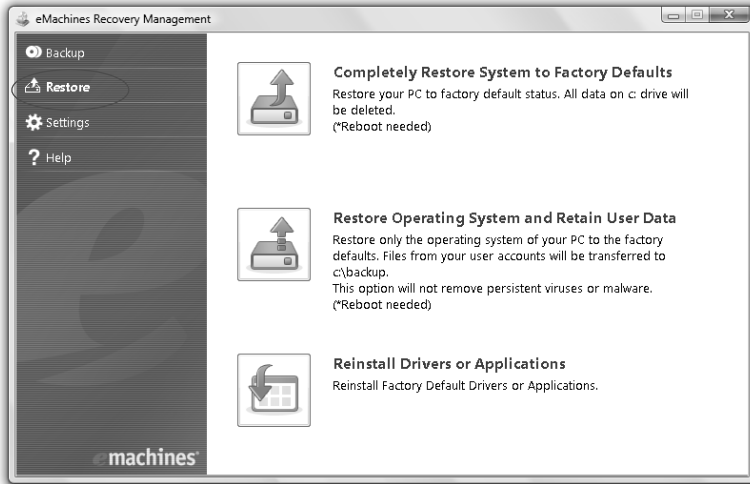 eMachines Recovery Management
Backup
Restore
Settings
Help
Completely Restore System to Factory Defaults
Restore your PC to factory default status. All data on c: drive will
be deleted.
(*Reboot needed)
Restore Operating System and Retain User Data
Restore only the operating system of your PC to the factory
defaults. Files from your user accounts will be transferred to
c:\backup.
This option will not remove persistent viruses or malware.
(*Reboot needed)
Reinstall Drivers or Applications
Reinstall Factory Default Drivers or Applications.
emachines